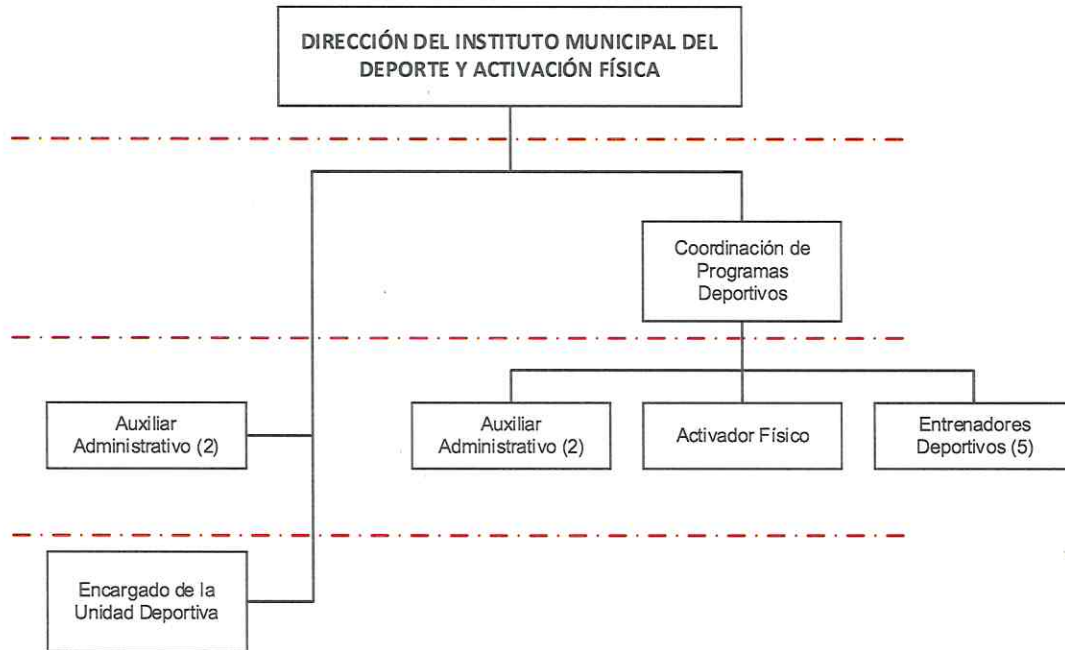 DIRECCIÓN DEL INSTITUTO MUNICIPAL DEL
DEPORTE Y ACTIVACIÓN FÍSICA
Coordinación de
Programas
Deportivos
Auxiliar
Administrativo (2)
Auxiliar
Administrativo (2)
Activador Físico
Entrenadores
Deportivos (5)
Encargado de la
Unidad Deportiva